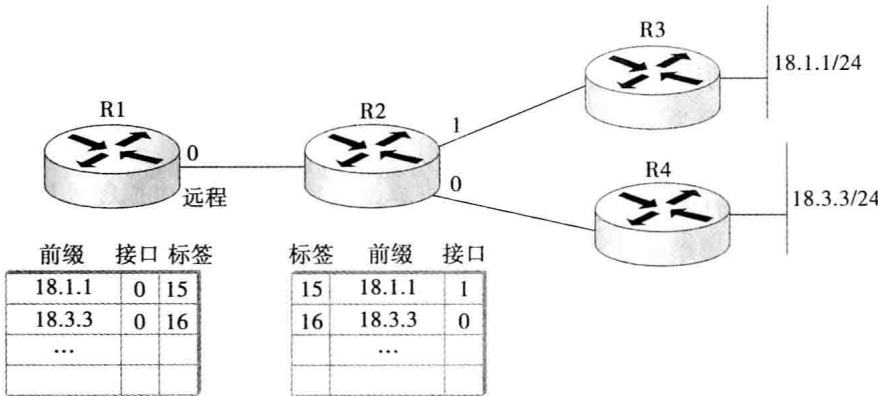 R3
18.1.1/24
R1
R2
1
0
0
R4
远程
18.3.3/24
前缀 接口 标签
18.1.1 0 15
18.3.3 0 16
…
标签 前缀 接口
15 18.1.1 1
16 18.3.3 0
…